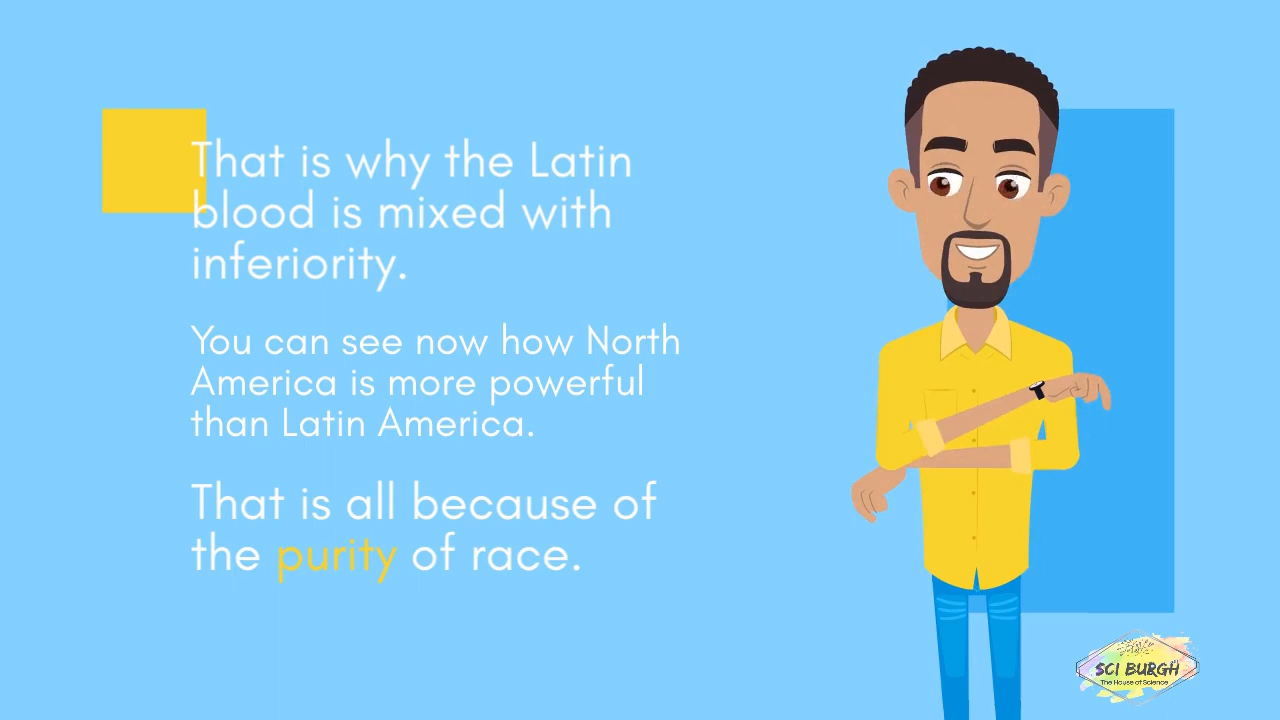 That is why the Latin
blood is mixed with
inferiority.
You can see now how North
America is more powerful
than Latin America.
That is all because of
the purity of race.
SCI BURGH
The House of Science